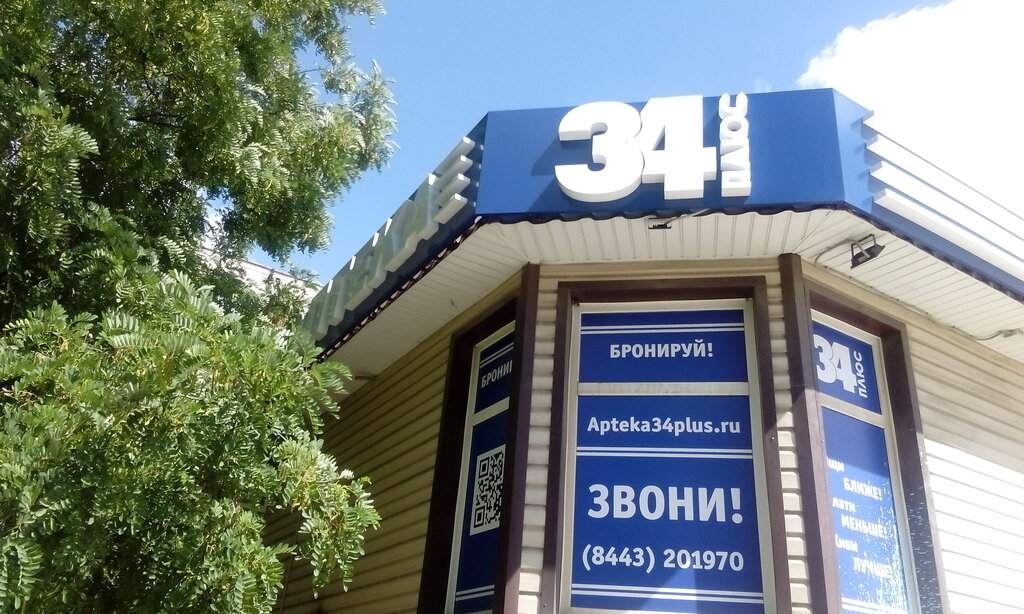 34
ПЛЮС
БРОНИРУЙ!
Apteka34plus.ru
ЗВОНИ!
(8443) 201970
34
ПЛЮС
БЛИЖЕ!
МЕНЬШЕ!
ЛУЧШЕ!